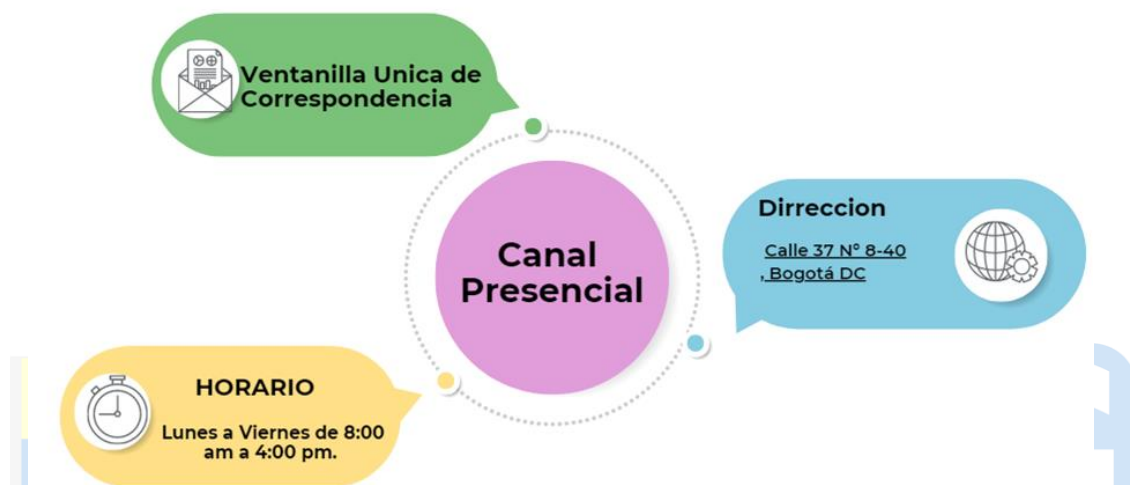 Ventanilla Unica de
Correspondencia
Canal
Presencial
Dirreccion
Calle 37 N° 8-40
, Bogotá DC
HORARIO
Lunes a Viernes de 8:00
am a 4:00 pm.